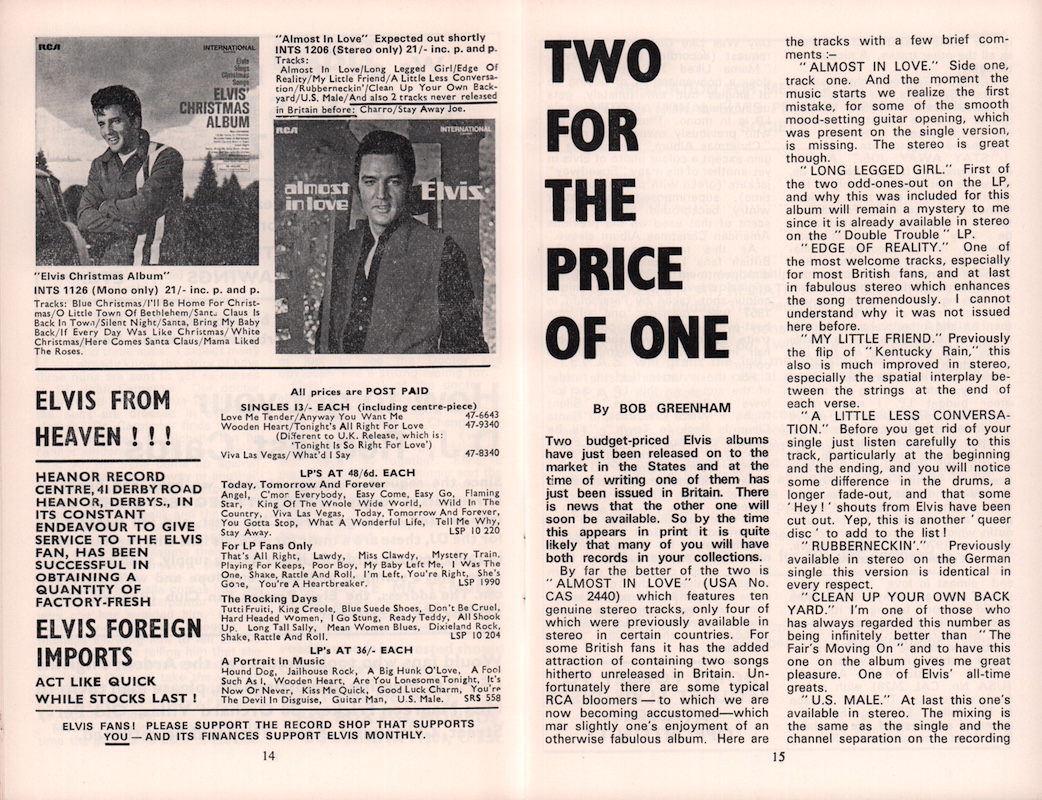 RCA INTERNATIONAL
Elvis
Sings
Christmas
Songs
ELVIS'
CHRISTMAS
ALBUM
"Elvis Christmas Album"
INTS 1126 (Mono only) 21/- inc. p. and p.
Tracks: Blue Christmas/I'll Be Home For Christ-
mas/O Little Town Of Bethlehem/Santa Claus Is
Back In Town/Silent Night/Santa, Bring My Baby
Back/If Every Day Was Like Christmas/White
Christmas/Here Comes Santa Claus/Mama Liked
The Roses.
"Almost In Love" Expected out shortly
INTS 1206 (Stereo only) 21/- inc. p. and p.
Tracks:
Almost In Love/Long Legged Girl/Edge Of
Reality/My Little Friend/A Little Less Conversa-
tion/Rubberneckin'/Clean Up Your Own Back-
yard/U.S. Male/And also 2 tracks never released
in Britain before: Charro/Stay Away Joe.
RCA INTERNATIONAL
almost
in love
Elvis
ELVIS FROM
HEAVEN ! ! !
HEANOR RECORD
CENTRE, 41 DERBY ROAD
HEANOR, DERBYS., IN
ITS CONSTANT
ENDEAVOUR TO GIVE
SERVICE TO THE ELVIS
FAN, HAS BEEN
SUCCESSFUL IN
OBTAINING A
QUANTITY OF
FACTORY-FRESH
ELVIS FOREIGN
IMPORTS
ACT LIKE QUICK
WHILE STOCKS LAST !
All prices are POST PAID
SINGLES 13/- EACH (including centre-piece)
Love Me Tender/Anyway You Want Me 47-6643
Wooden Heart/Tonight's All Right For Love 47-9340
(Different to U.K. Release, which is:
'Tonight Is So Right For Love')
Viva Las Vegas/What'd I Say 47-8340
LP'S AT 48/6d. EACH
Today, Tomorrow And Forever
Angel, C'mor Everybody, Easy Come, Easy Go, Flaming
Star, King Of The Whole Wide World, Wild In The
Country, Viva Las Vegas, Today, Tomorrow And Forever,
You Gotta Stop, What A Wonderful Life, Tell Me Why,
Stay Away. LSP 10 220
For LP Fans Only
That's All Right, Lawdy, Miss Clawdy, Mystery Train,
Playing For Keeps, Poor Boy, My Baby Left Me, I Was The
One, Shake, Rattle And Roll, I'm Left, You're Right, She's
Gone, You're A Heartbreaker. LSP 1990
The Rocking Days
Tutti Fruiti, King Creole, Blue Suede Shoes, Don't Be Cruel,
Hard Headed Women, I Go Stung, Ready Teddy, All Shook
Up, Long Tall Sally, Mean Women Blues, Dixieland Rock,
Shake, Rattle And Roll. LSP 10 204
LP's AT 36/- EACH
A Portrait In Music
Hound Dog, Jailhouse Rock, A Big Hunk O'Love, A Fool
Such As I, Wooden Heart, Are You Lonesome Tonight, It's
Now Or Never, Kiss Me Quick, Good Luck Charm, You're
The Devil In Disguise, Guitar Man, U.S. Male. SRS 558
ELVIS FANS! PLEASE SUPPORT THE RECORD SHOP THAT SUPPORTS
YOU — AND ITS FINANCES SUPPORT ELVIS MONTHLY.
14
TWO
FOR
THE
PRICE
OF ONE
By BOB GREENHAM
Two budget-priced Elvis albums
have just been released on to the
market in the States and at the
time of writing one of them has
just been issued in Britain. There
is news that the other one will
soon be available. So by the time
this appears in print it is quite
likely that many of you will have
both records in your collections.
By far the better of the two is
"ALMOST IN LOVE" (USA No.
CAS 2440) which features ten
genuine stereo tracks, only four of
which were previously available in
stereo in certain countries. For
some British fans it has the added
attraction of containing two songs
hitherto unreleased in Britain. Un-
fortunately there are some typical
RCA bloomers — to which we are
now becoming accustomed—which
mar slightly one's enjoyment of an
otherwise fabulous album. Here are
the tracks with a few brief com-
ments :–
"ALMOST IN LOVE." Side one,
track one. And the moment the
music starts we realize the first
mistake, for some of the smooth
mood-setting guitar opening, which
was present on the single version,
is missing. The stereo is great
though.
"LONG LEGGED GIRL." First of
the two odd-ones-out on the LP,
and why this was included for this
album will remain a mystery to me
since it is already available in stereo
on the "Double Trouble" LP.
"EDGE OF REALITY." One of
the most welcome tracks, especially
for most British fans, and at last
in fabulous stereo which enhances
the song tremendously. I cannot
understand why it was not issued
here before.
"MY LITTLE FRIEND." Previously
the flip of "Kentucky Rain," this
also is much improved in stereo,
especially the spatial interplay be-
tween the strings at the end of
each verse.
"A LITTLE LESS CONVERSA-
TION." Before you get rid of your
single just listen carefully to this
track, particularly at the beginning
and the ending, and you will notice
some difference in the drums, a
longer fade-out, and that some
'Hey!' shouts from Elvis have been
cut out. Yep, this is another 'queer
disc' to add to the list!
"RUBBERNECKIN'." Previously
available in stereo on the German
single this version is identical in
every respect.
"CLEAN UP YOUR OWN BACK
YARD." I'm one of those who
has always regarded this number as
being infinitely better than "The
Fair's Moving On" and to have this
one on the album gives me great
pleasure. One of Elvis' all-time
greats.
"U.S. MALE." At last this one's
available in stereo. The mixing is
the same as the single and the
channel separation on the recording
15